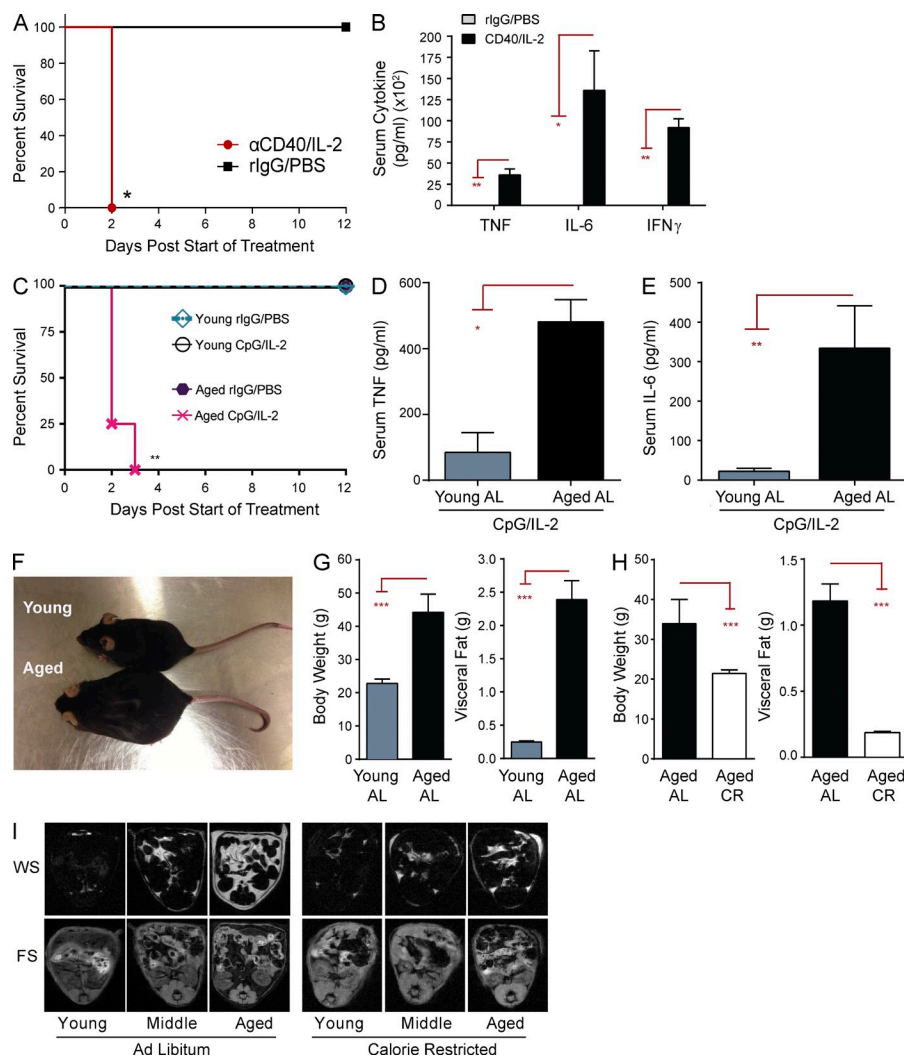 A
100
80
60
40
20
0
Percent Survival
αCD40/IL-2
rIgG/PBS
*
0 2 4 6 8 10 12
Days Post Start of Treatment
B
rIgG/PBS
CD40/IL-2
Serum Cytokine
(pg/ml) (x10²)
200
175
150
125
100
75
50
25
0
** * **
TNF IL-6 IFNγ
C
100
75
50
25
0
Percent Survival
Young rIgG/PBS
Young CpG/IL-2
Aged rIgG/PBS
Aged CpG/IL-2
**
0 2 4 6 8 10 12
Days Post Start of Treatment
D
Serum TNF (pg/ml)
600
400
200
0
*
Young AL Aged AL
CpG/IL-2
E
Serum IL-6 (pg/ml)
500
400
300
200
100
0
**
Young AL Aged AL
CpG/IL-2
F
Young
Aged
G
Body Weight (g)
60
50
40
30
20
10
0
***
Young AL
Aged AL
Visceral Fat (g)
3.0
2.5
2.0
1.5
1.0
0.5
0.0
***
Young AL
Aged AL
H
Body Weight (g)
50
40
30
20
10
0
***
Aged AL
Aged CR
Visceral Fat (g)
1.5
1.0
0.5
0.0
***
Aged AL
Aged CR
I
WS
FS
Young Middle Aged
Ad Libitum
Young Middle Aged
Calorie Restricted